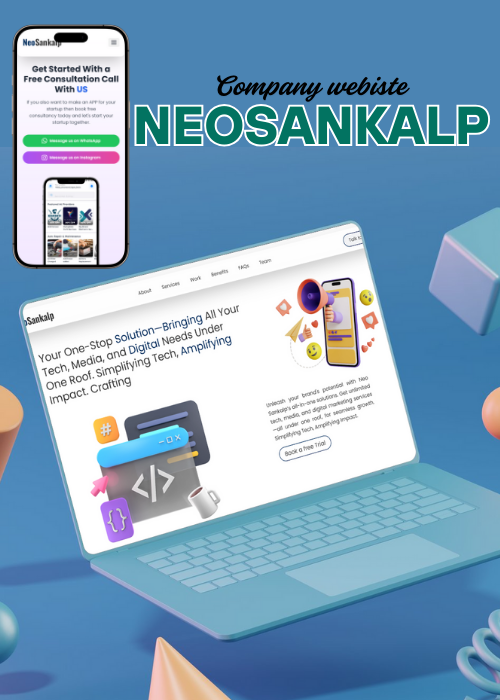 NeoSankalp
Get Started With a
Free Consultation Call
With US
If you also want to make an APP for your
startup then book free
consultancy today and let's start your
startup together.
Message us on WhatsApp
Message us on Instagram
Company webiste
NEOSANKALP
Talk to
About Services Work Benefits FAQs Team
oSankalp
Your One-Stop Solution—Bringing All Your
Tech, Media, and Digital Needs Under
One Roof. Simplifying Tech, Amplifying
Impact. Crafting
#
</>
{}
Unleash your brand's potential with Neo
Sankalp's all-in-one solutions. Get unlimited
tech, media, and digital marketing services
—all under one roof, for seamless growth.
Simplifying Tech, Amplifying Impact.
Book a free Trial